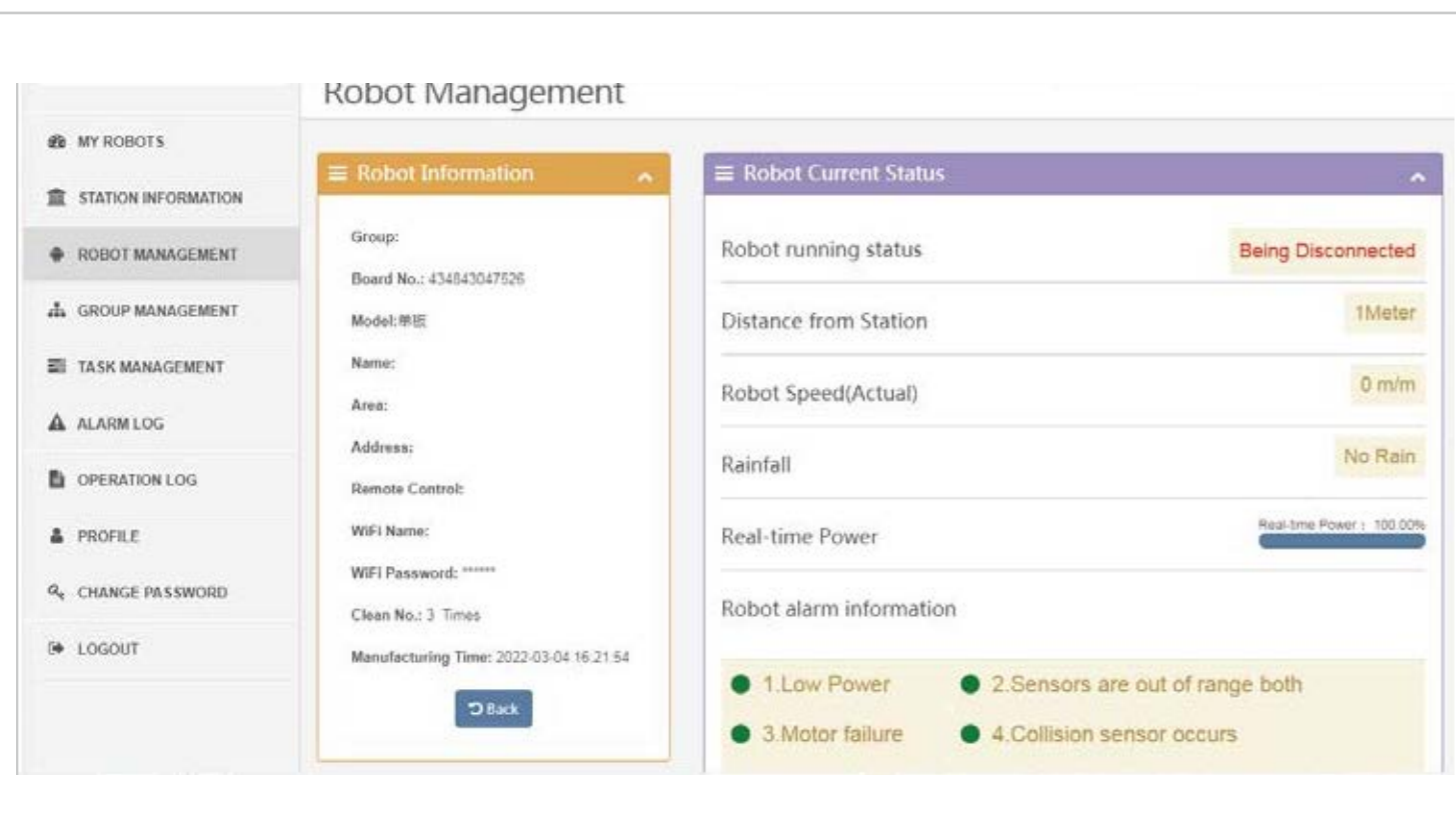 Robot Management
MY ROBOTS
STATION INFORMATION
ROBOT MANAGEMENT
GROUP MANAGEMENT
TASK MANAGEMENT
ALARM LOG
OPERATION LOG
PROFILE
CHANGE PASSWORD
LOGOUT
Robot Information
Group:
Board No.: 434843047526
Model:单版
Name:
Area:
Address:
Remote Control:
WiFi Name:
WiFi Password: ******
Clean No.: 3 Times
Manufacturing Time: 2022-03-04 16:21:54
Back
Robot Current Status
Robot running status Being Disconnected
Distance from Station 1Meter
Robot Speed(Actual) 0 m/m
Rainfall No Rain
Real-time Power Real-time Power : 100.00%
Robot alarm information
1.Low Power 2.Sensors are out of range both
3.Motor failure 4.Collision sensor occurs